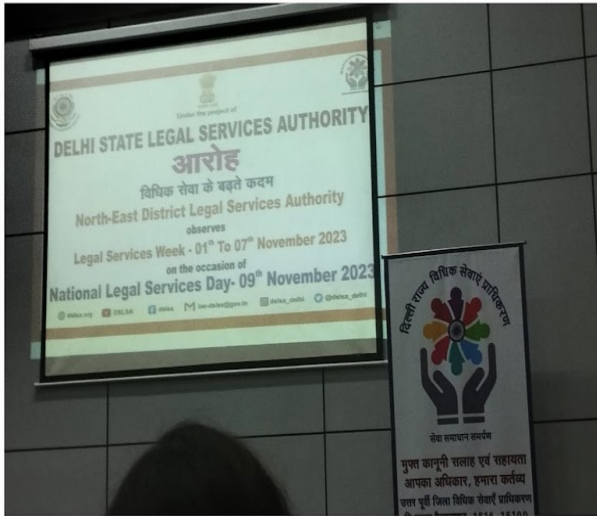 Under the project of
DELHI STATE LEGAL SERVICES AUTHORITY
आरोह
विधिक सेवा के बढ़ते कदम
North-East District Legal Services Authority
observes
Legal Services Week - 01st To 07th November 2023
on the occasion of
National Legal Services Day- 09th November 2023
dslsa.org DSLSA dslsa dslsa_delhi @dslsa_delhi
दिल्ली राज्य विधिक सेवाएँ प्राधिकरण
सेवा समाधान समर्पण
मुफ्त कानूनी सलाह एवं सहायता
आपका अधिकार, हमारा कर्तव्य
उत्तर पूर्वी जिला विधिक सेवाएँ प्राधिकरण